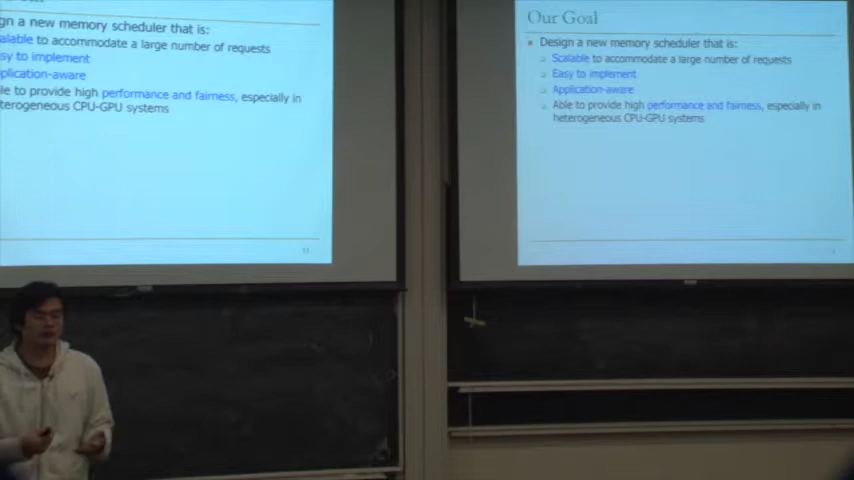 gn a new memory scheduler that is:
alable to accommodate a large number of requests
sy to implement
plication-aware
le to provide high performance and fairness, especially in
terogeneous CPU-GPU systems
11
Our Goal
Design a new memory scheduler that is:
Scalable to accommodate a large number of requests
Easy to implement
Application-aware
Able to provide high performance and fairness, especially in
heterogeneous CPU-GPU systems